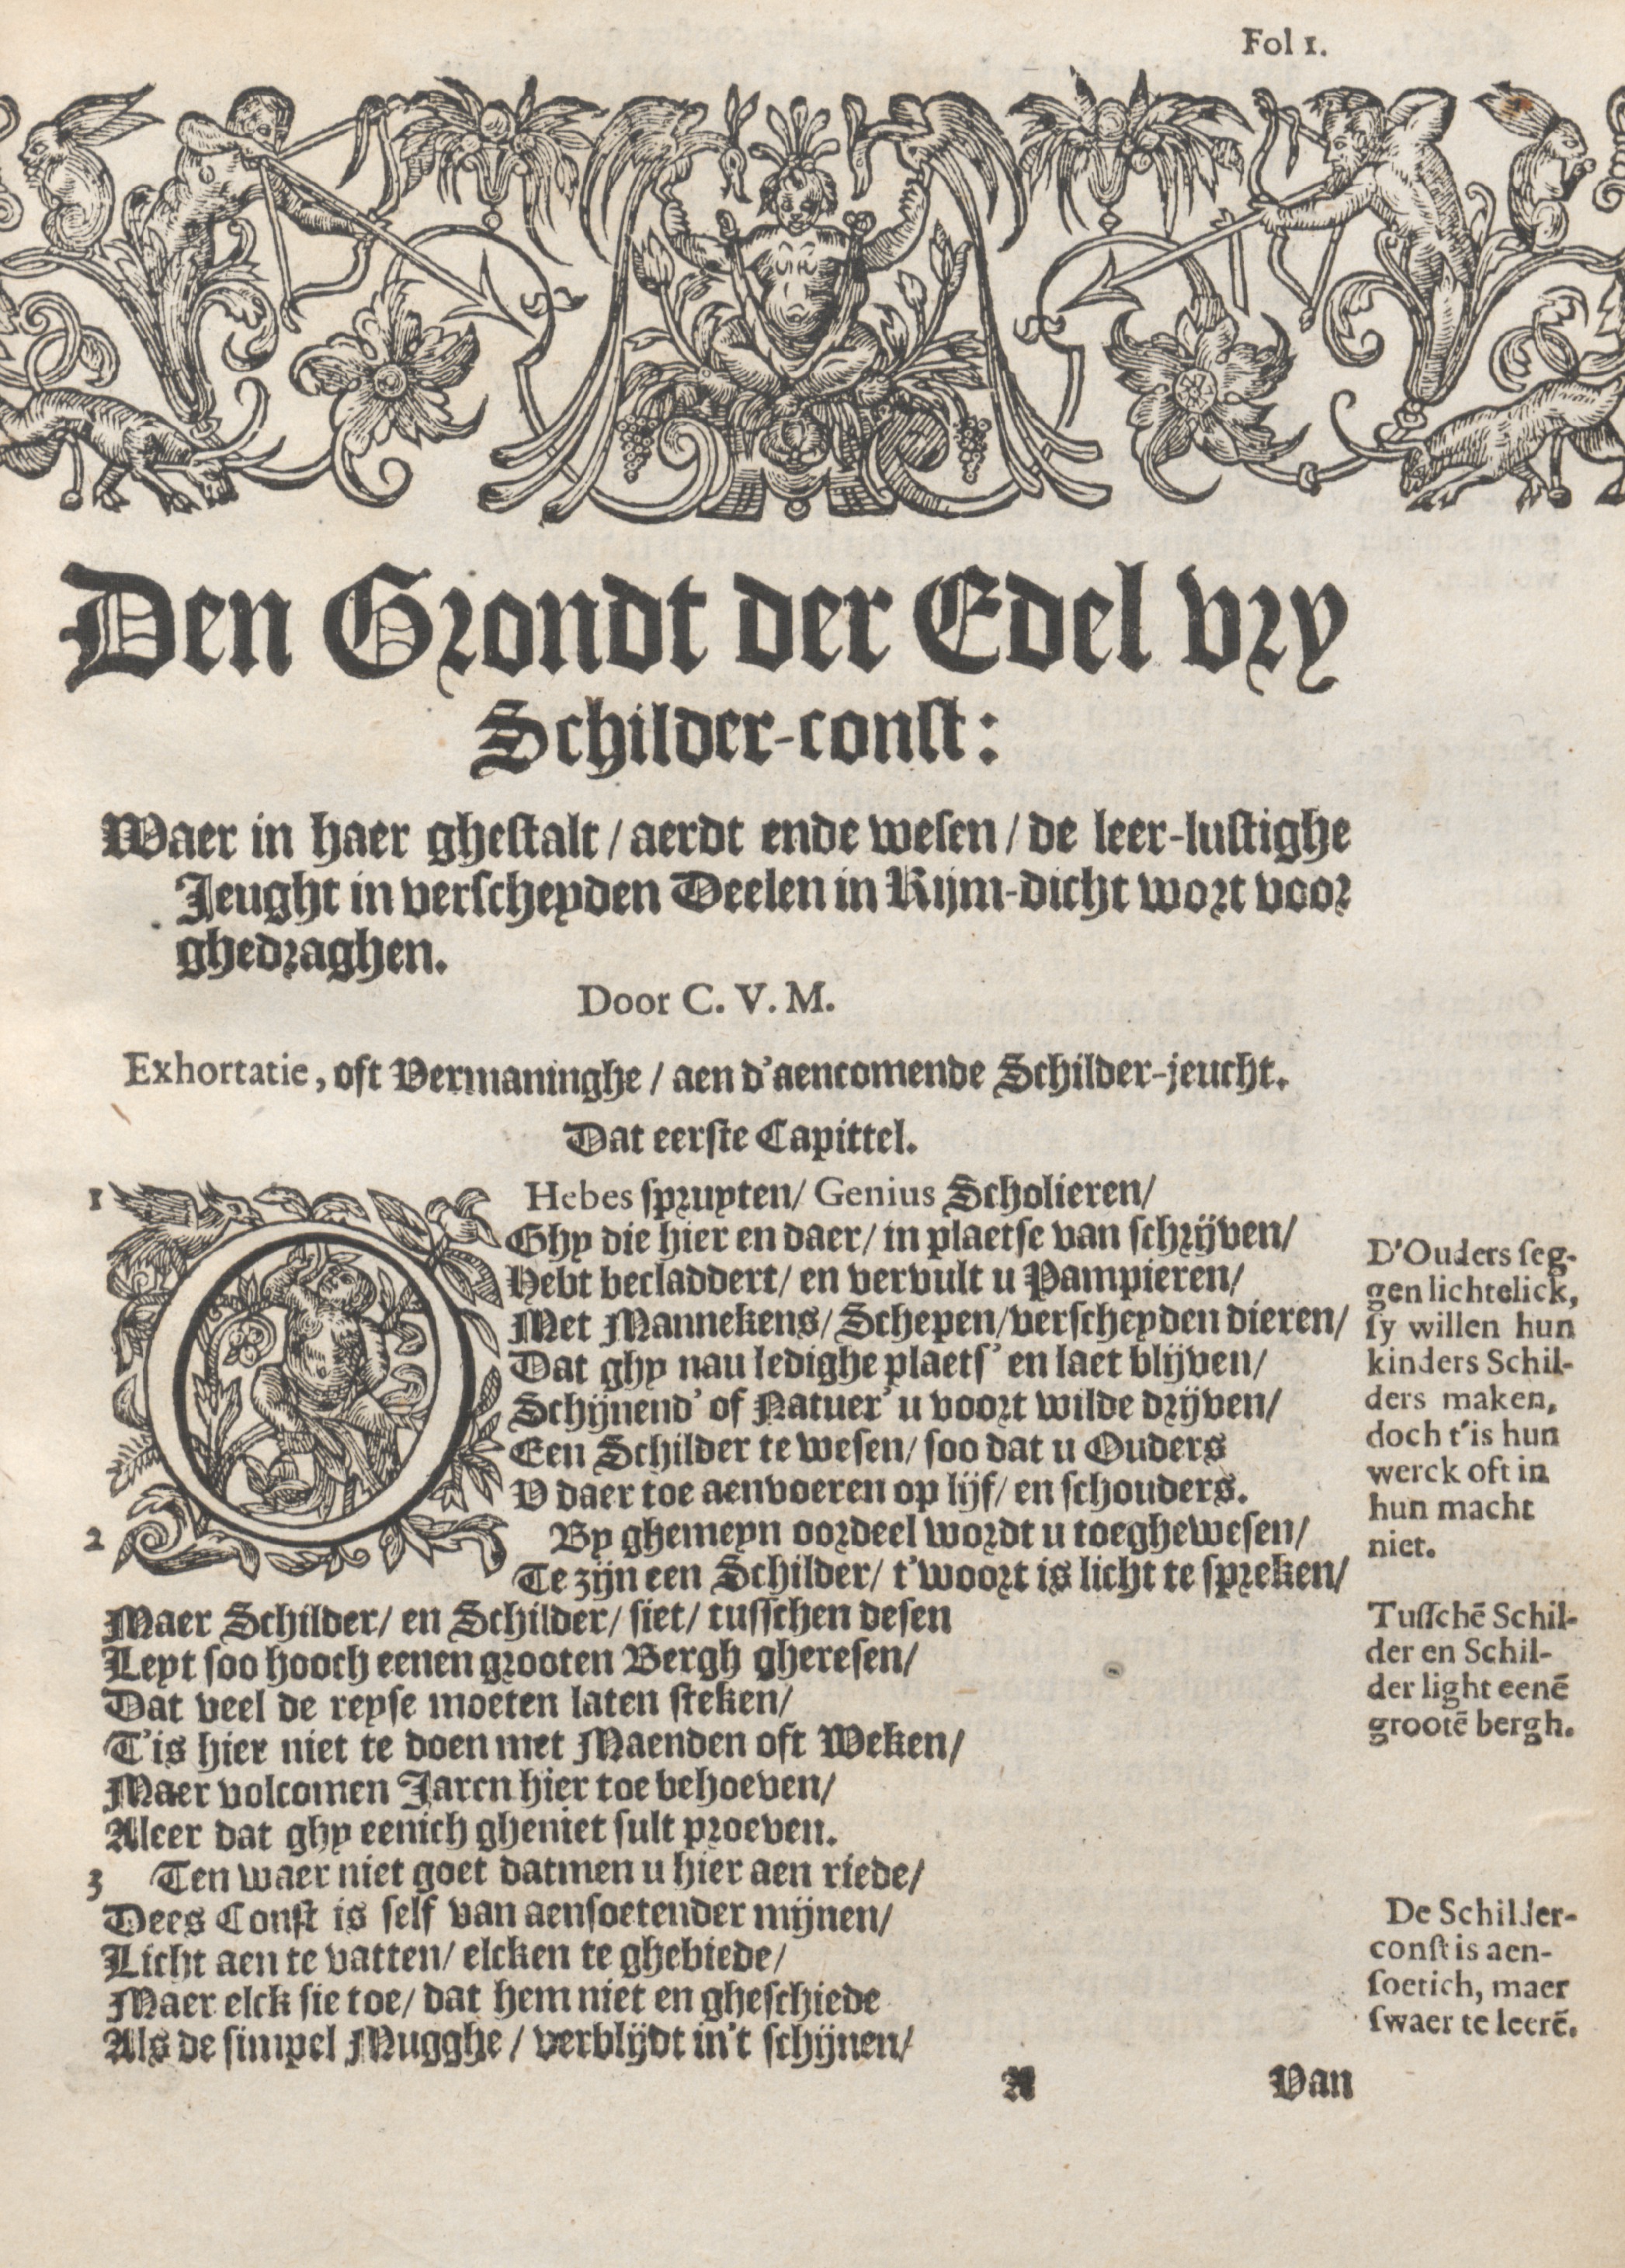 Fol 1.
Den Grondt der Edel vry
Schilder-const:
Waer in haer ghestalt / aerdt ende wesen / de leer-lustighe
Jeught in verscheyden Deelen in Rijm-dicht wort voor
ghedraghen.
Door C. V. M.
Exhortatie, oft Vermaninghe / aen d'aencomende Schilder-jeucht.
Dat eerste Capittel.
1 O Hebes spruyten/ Genius Scholieren/
Ghy die hier en daer/ in plaetse van schrijven/
Hebt becladdert/ en vervult u Pampieren/
Met Mannekens/ Schepen/ verscheyden dieren/
Dat ghy nau ledighe plaets' en laet blijven/
Schijnend' of Natuer' u voort wilde drijven/
Een Schilder te wesen/ soo dat u Ouders
V daer toe aenvoeren op lijf/ en schouders.
2 By ghemeyn oordeel wordt u toeghewesen/
Te zijn een Schilder/ t'woort is licht te spreken/
Maer Schilder/ en Schilder/ siet/ tusschen desen
Leyt soo hooch eenen grooten Bergh gheresen/
Dat veel de reyse moeten laten steken/
T'is hier niet te doen met Maenden oft Weken/
Maer volcomen Jaren hier toe behoeven/
Aleer dat ghy eenich gheniet sult proeven.
3 Ten waer niet goet datmen u hier aen riede/
Dees Const is self van aensoetender mijnen/
Licht aen te vatten/ elcken te ghebiede/
Maer elck sie toe/ dat hem niet en gheschiede
Als de simpel Mugghe / verblijdt in't schijnen/
D'Ouders seg-
gen lichtelick,
sy willen hun
kinders Schil-
ders maken,
doch t'is hun
werck oft in
hun macht
niet.
Tusschē Schil-
der en Schil-
der light eenē
grootē bergh.
De Schilder-
const is aen-
soetich, maer
swaer te leerē.
A
Van